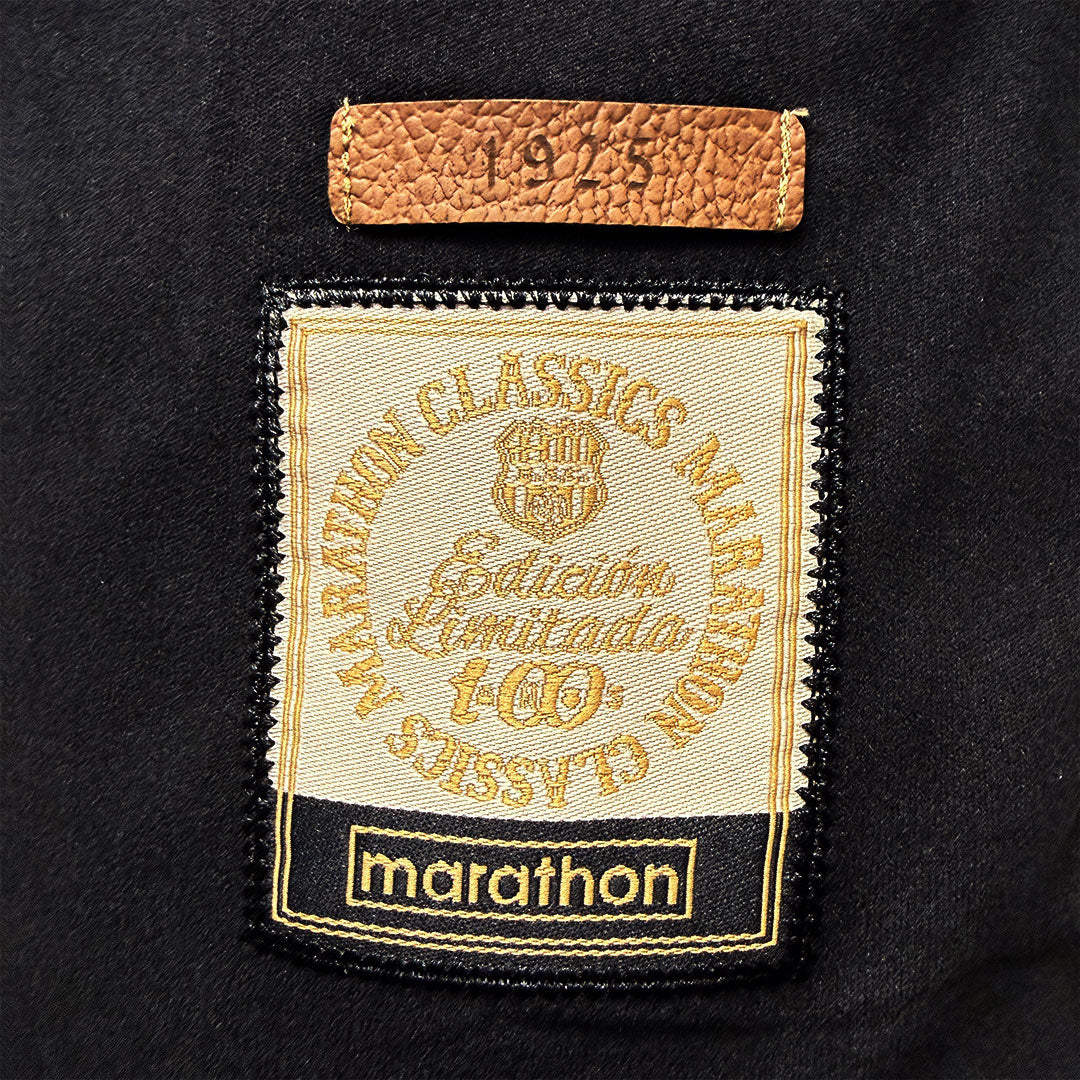 1925
MARATHON CLASSICS MARATHON CLASSICS
Edición
Limitada
100
marathon